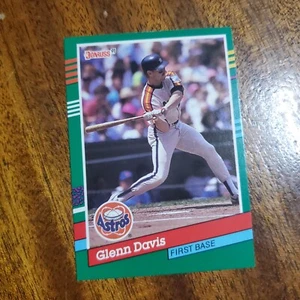 Donruss '91
Astros
Glenn Davis
FIRST BASE